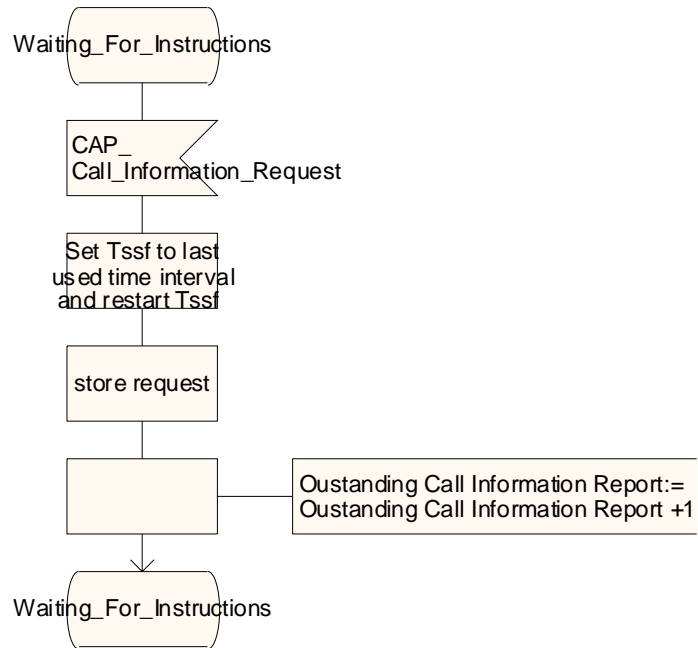 Waiting_For_Instructions
CAP_
Call_Information_Request
Set Tssf to last
used time interval
and restart Tssf
store request
Oustanding Call Information Report:=
Oustanding Call Information Report +1
Waiting_For_Instructions